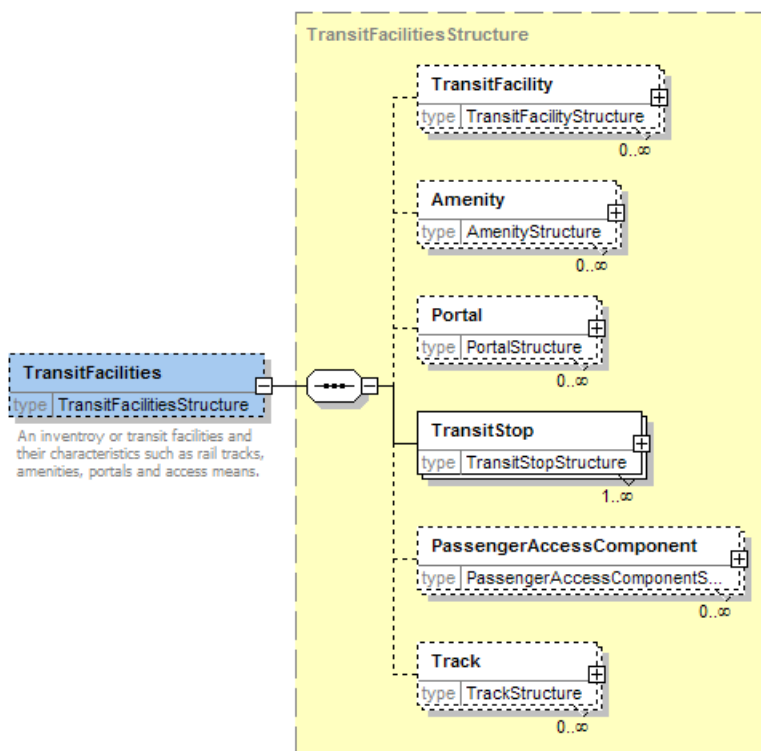 TransitFacilitiesStructure
TransitFacility
type TransitFacilityStructure
0..∞
Amenity
type AmenityStructure
0..∞
Portal
type PortalStructure
0..∞
TransitFacilities
type TransitFacilitiesStructure
An inventroy or transit facilities and
their characteristics such as rail tracks,
amenities, portals and access means.
TransitStop
type TransitStopStructure
1..∞
PassengerAccessComponent
type PassengerAccessComponentS...
0..∞
Track
type TrackStructure
0..∞